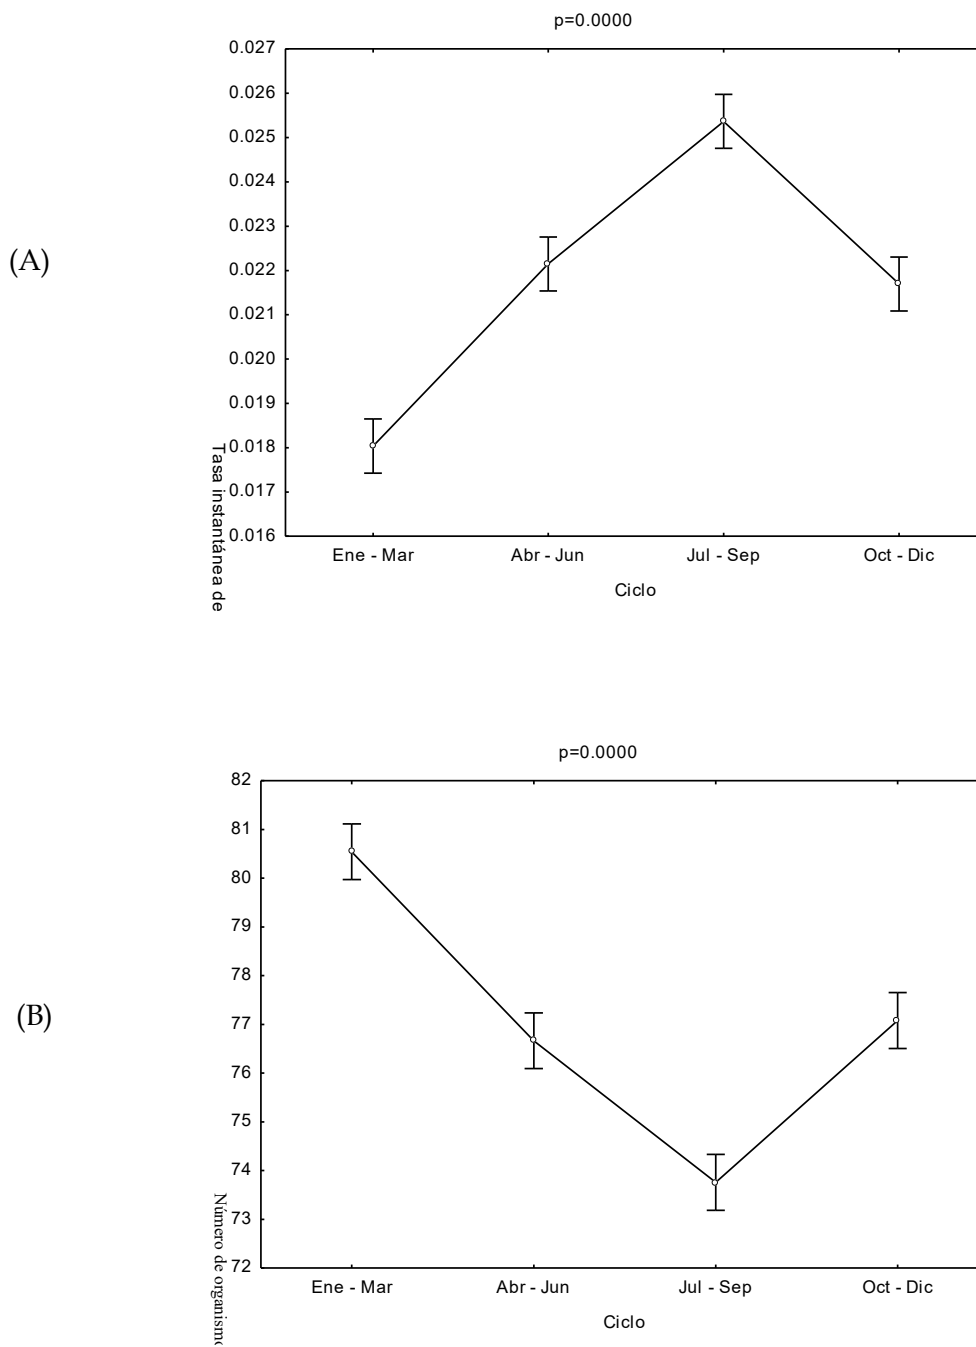 (A)
p=0.0000
0.027
0.026
0.025
0.024
0.023
0.022
0.021
0.020
0.019
0.018
0.017
0.016
Tasa instantánea de
Ene - Mar Abr - Jun Jul - Sep Oct - Dic
Ciclo
(B)
p=0.0000
82
81
80
79
78
77
76
75
74
73
72
Número de organismo
Ene - Mar Abr - Jun Jul - Sep Oct - Dic
Ciclo